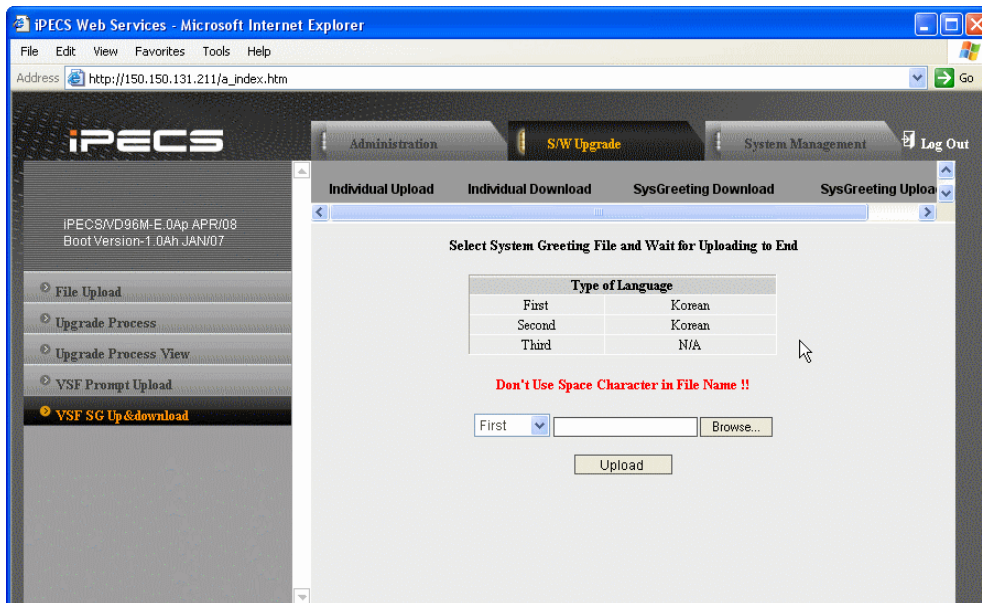 iPECS Web Services - Microsoft Internet Explorer
File Edit View Favorites Tools Help
Address http://150.150.131.211/a_index.htm Go
iPECS
Administration S/W Upgrade System Management Log Out
Individual Upload Individual Download SysGreeting Download SysGreeting Uploa
iPECS/VD96M-E.0Ap APR/08
Boot Version-1.0Ah JAN/07
File Upload
Upgrade Process
Upgrade Process View
VSF Prompt Upload
VSF SG Up&download
Select System Greeting File and Wait for Uploading to End
Type of Language
First Korean
Second Korean
Third N/A
Don't Use Space Character in File Name !!
First Browse...
Upload